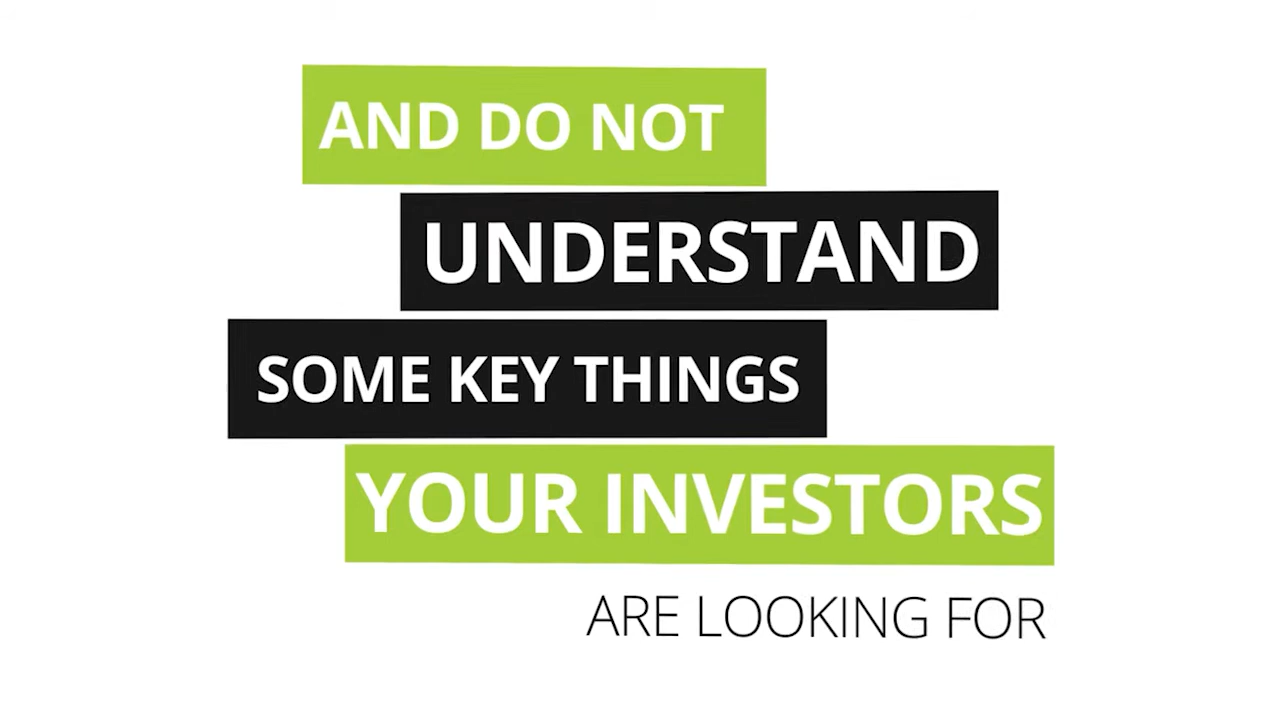 AND DO NOT
UNDERSTAND
SOME KEY THINGS
YOUR INVESTORS
ARE LOOKING FOR